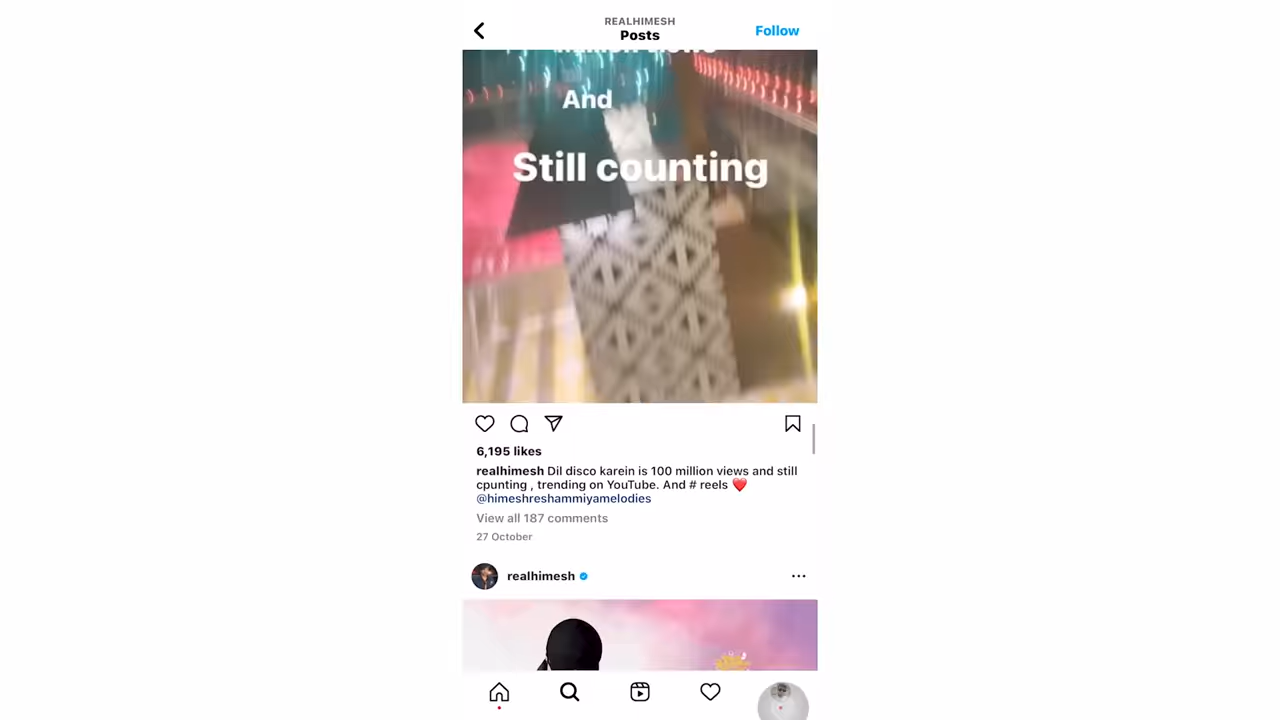 REALHIMESH
Posts
Follow
And
Still counting
6,195 likes
realhimesh Dil disco karein is 100 million views and still
cpunting , trending on YouTube. And # reels ❤️
@himeshreshammiyamelodies
View all 187 comments
27 October
realhimesh